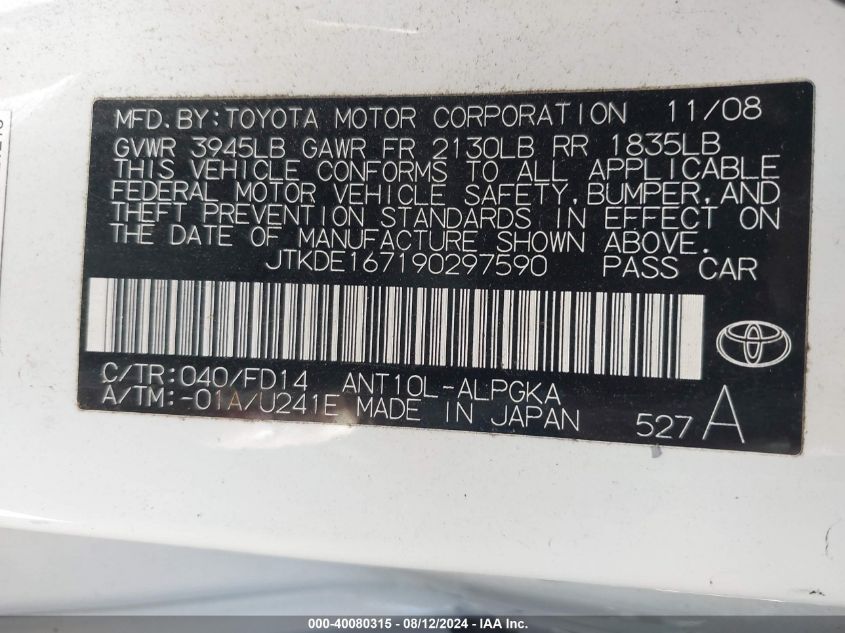 MFD.BY:TOYOTA MOTOR CORPORATION 11/08
GVWR 3945LB GAWR FR 2130LB RR 1835LB
THIS VEHICLE CONFORMS TO ALL APPLICABLE
FEDERAL MOTOR VEHICLE SAFETY,BUMPER,AND
THEFT PREVENTION STANDARDS IN EFFECT ON
THE DATE OF MANUFACTURE SHOWN ABOVE.
JTKDE167190297590 PASS CAR
C/TR:040/FD14 ANT10L-ALPGKA
A/TM:-01A/U241E MADE IN JAPAN
527A
000-40080315 - 08/12/2024 - IAA Inc.